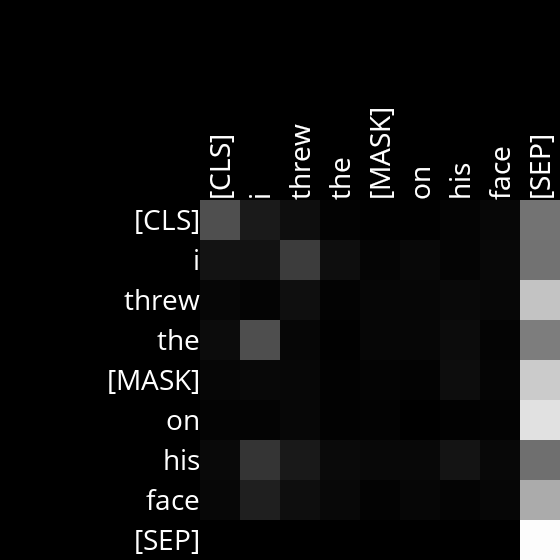 [CLS] i threw the [MASK] on his face [SEP]
[CLS]
i
threw
the
[MASK]
on
his
face
[SEP]